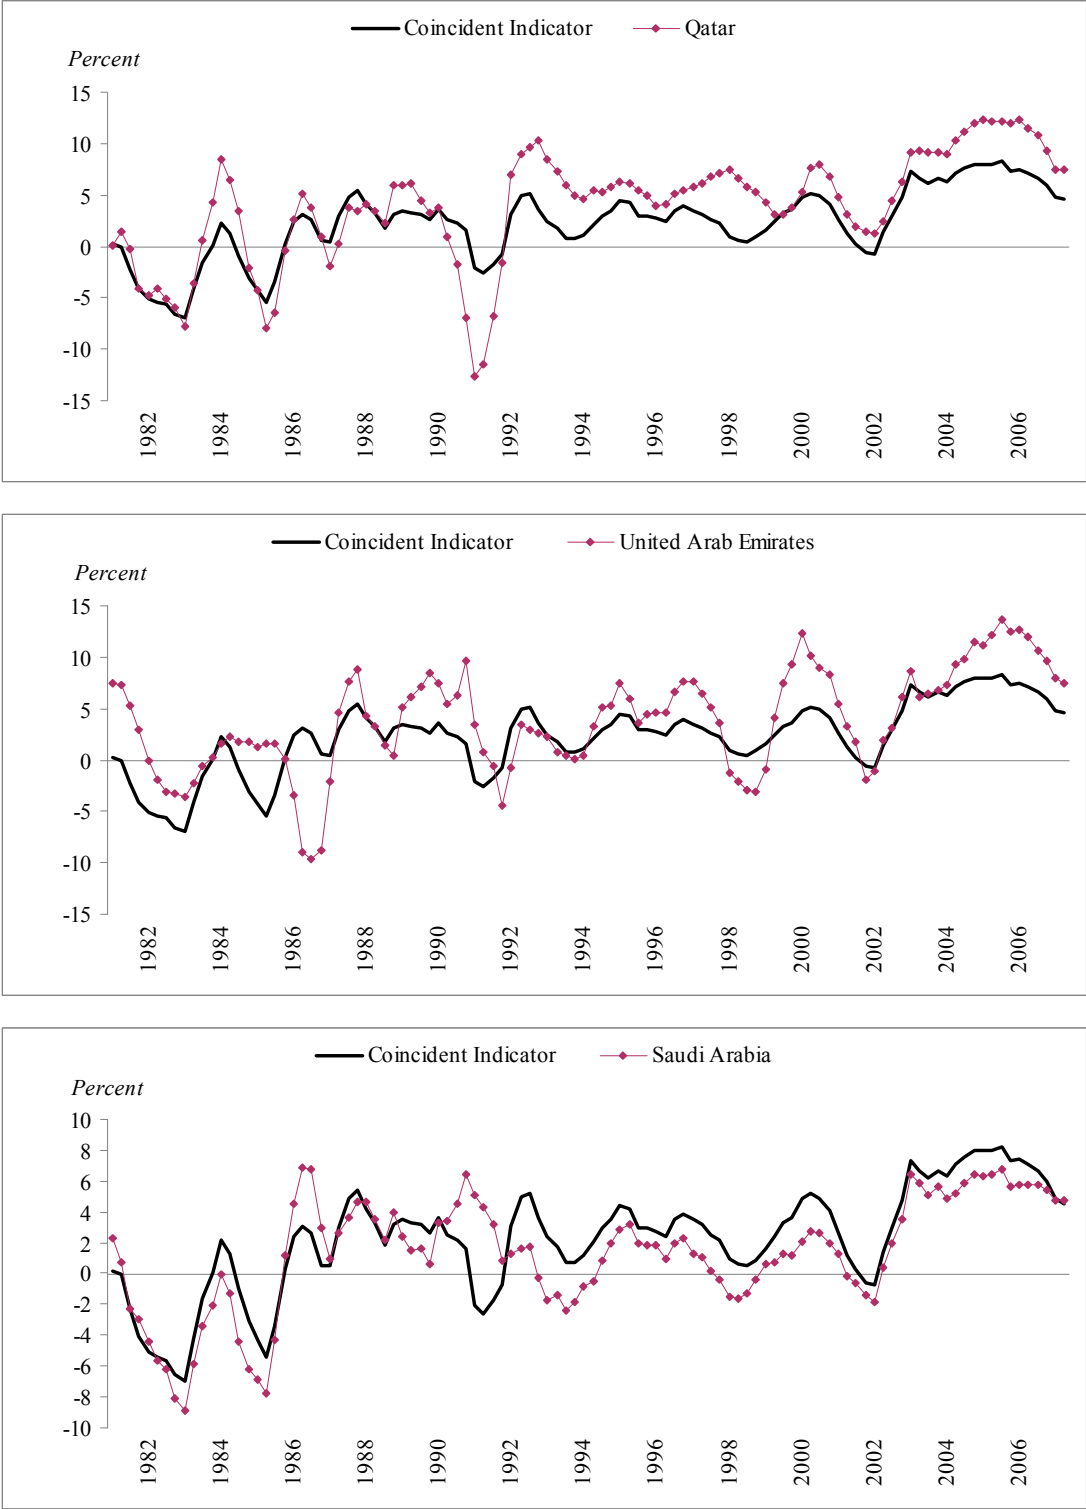 Coincident Indicator Qatar
Percent
15
10
5
0
-5
-10
-15
1982 1984 1986 1988 1990 1992 1994 1996 1998 2000 2002 2004 2006
Coincident Indicator United Arab Emirates
Percent
15
10
5
0
-5
-10
-15
1982 1984 1986 1988 1990 1992 1994 1996 1998 2000 2002 2004 2006
Coincident Indicator Saudi Arabia
Percent
10
8
6
4
2
0
-2
-4
-6
-8
-10
1982 1984 1986 1988 1990 1992 1994 1996 1998 2000 2002 2004 2006